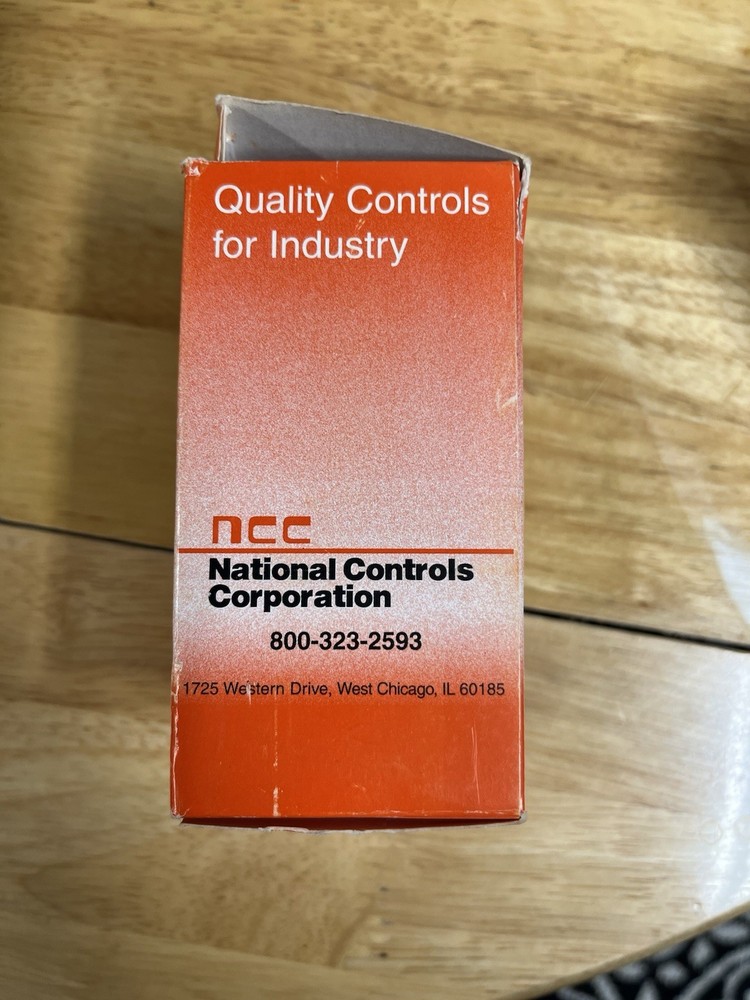 Quality Controls
for Industry
ncc
National Controls
Corporation
800-323-2593
1725 Western Drive, West Chicago, IL 60185